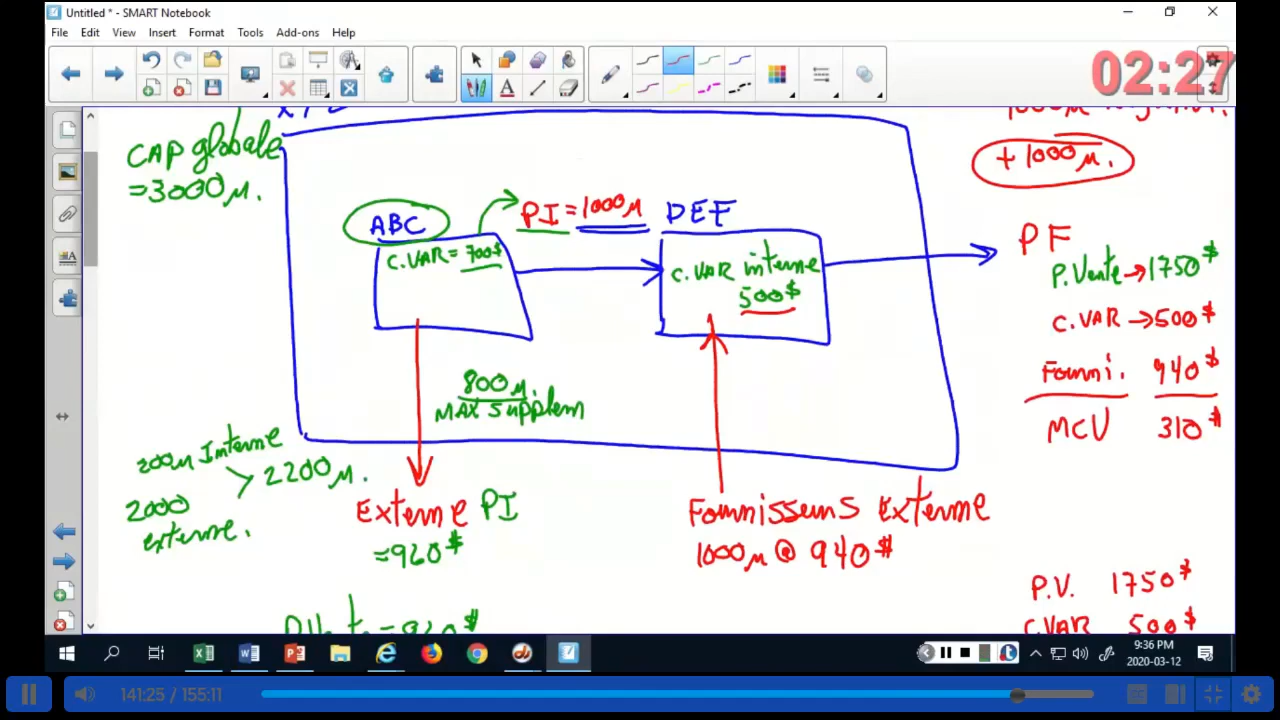 Untitled * - SMART Notebook
File Edit View Insert Format Tools Add-ons Help
02:27
CAP globale
=3000u.
+ 1000u.
ABC
C.VAR = 700$
PI = 1000u
DEF
C.VAR interne
500$
PF
P.Vente → 1750$
C.VAR → 500$
Fourni. 940$
MCU 310$
800u.
MAX Supplem
200u Interne
2000
externe.
> 2200u.
Externe PI
=920$
Fournisseurs Externe
1000u @ 940$
P.V. 1750$
C.VAR 500$
9:36 PM
2020-03-12
141:25 / 155:11